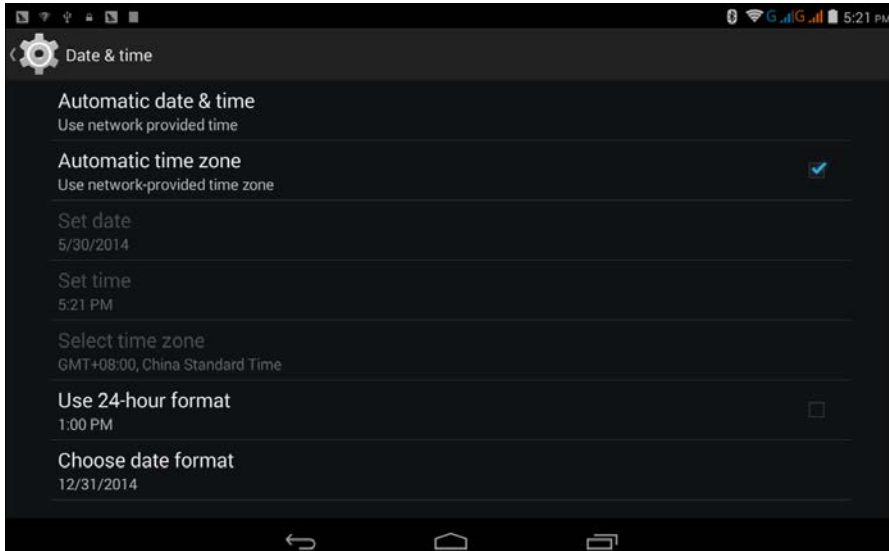 G G 5:21 PM
Date & time
Automatic date & time
Use network provided time
Automatic time zone
Use network-provided time zone
Set date
5/30/2014
Set time
5:21 PM
Select time zone
GMT+08:00, China Standard Time
Use 24-hour format
1:00 PM
Choose date format
12/31/2014